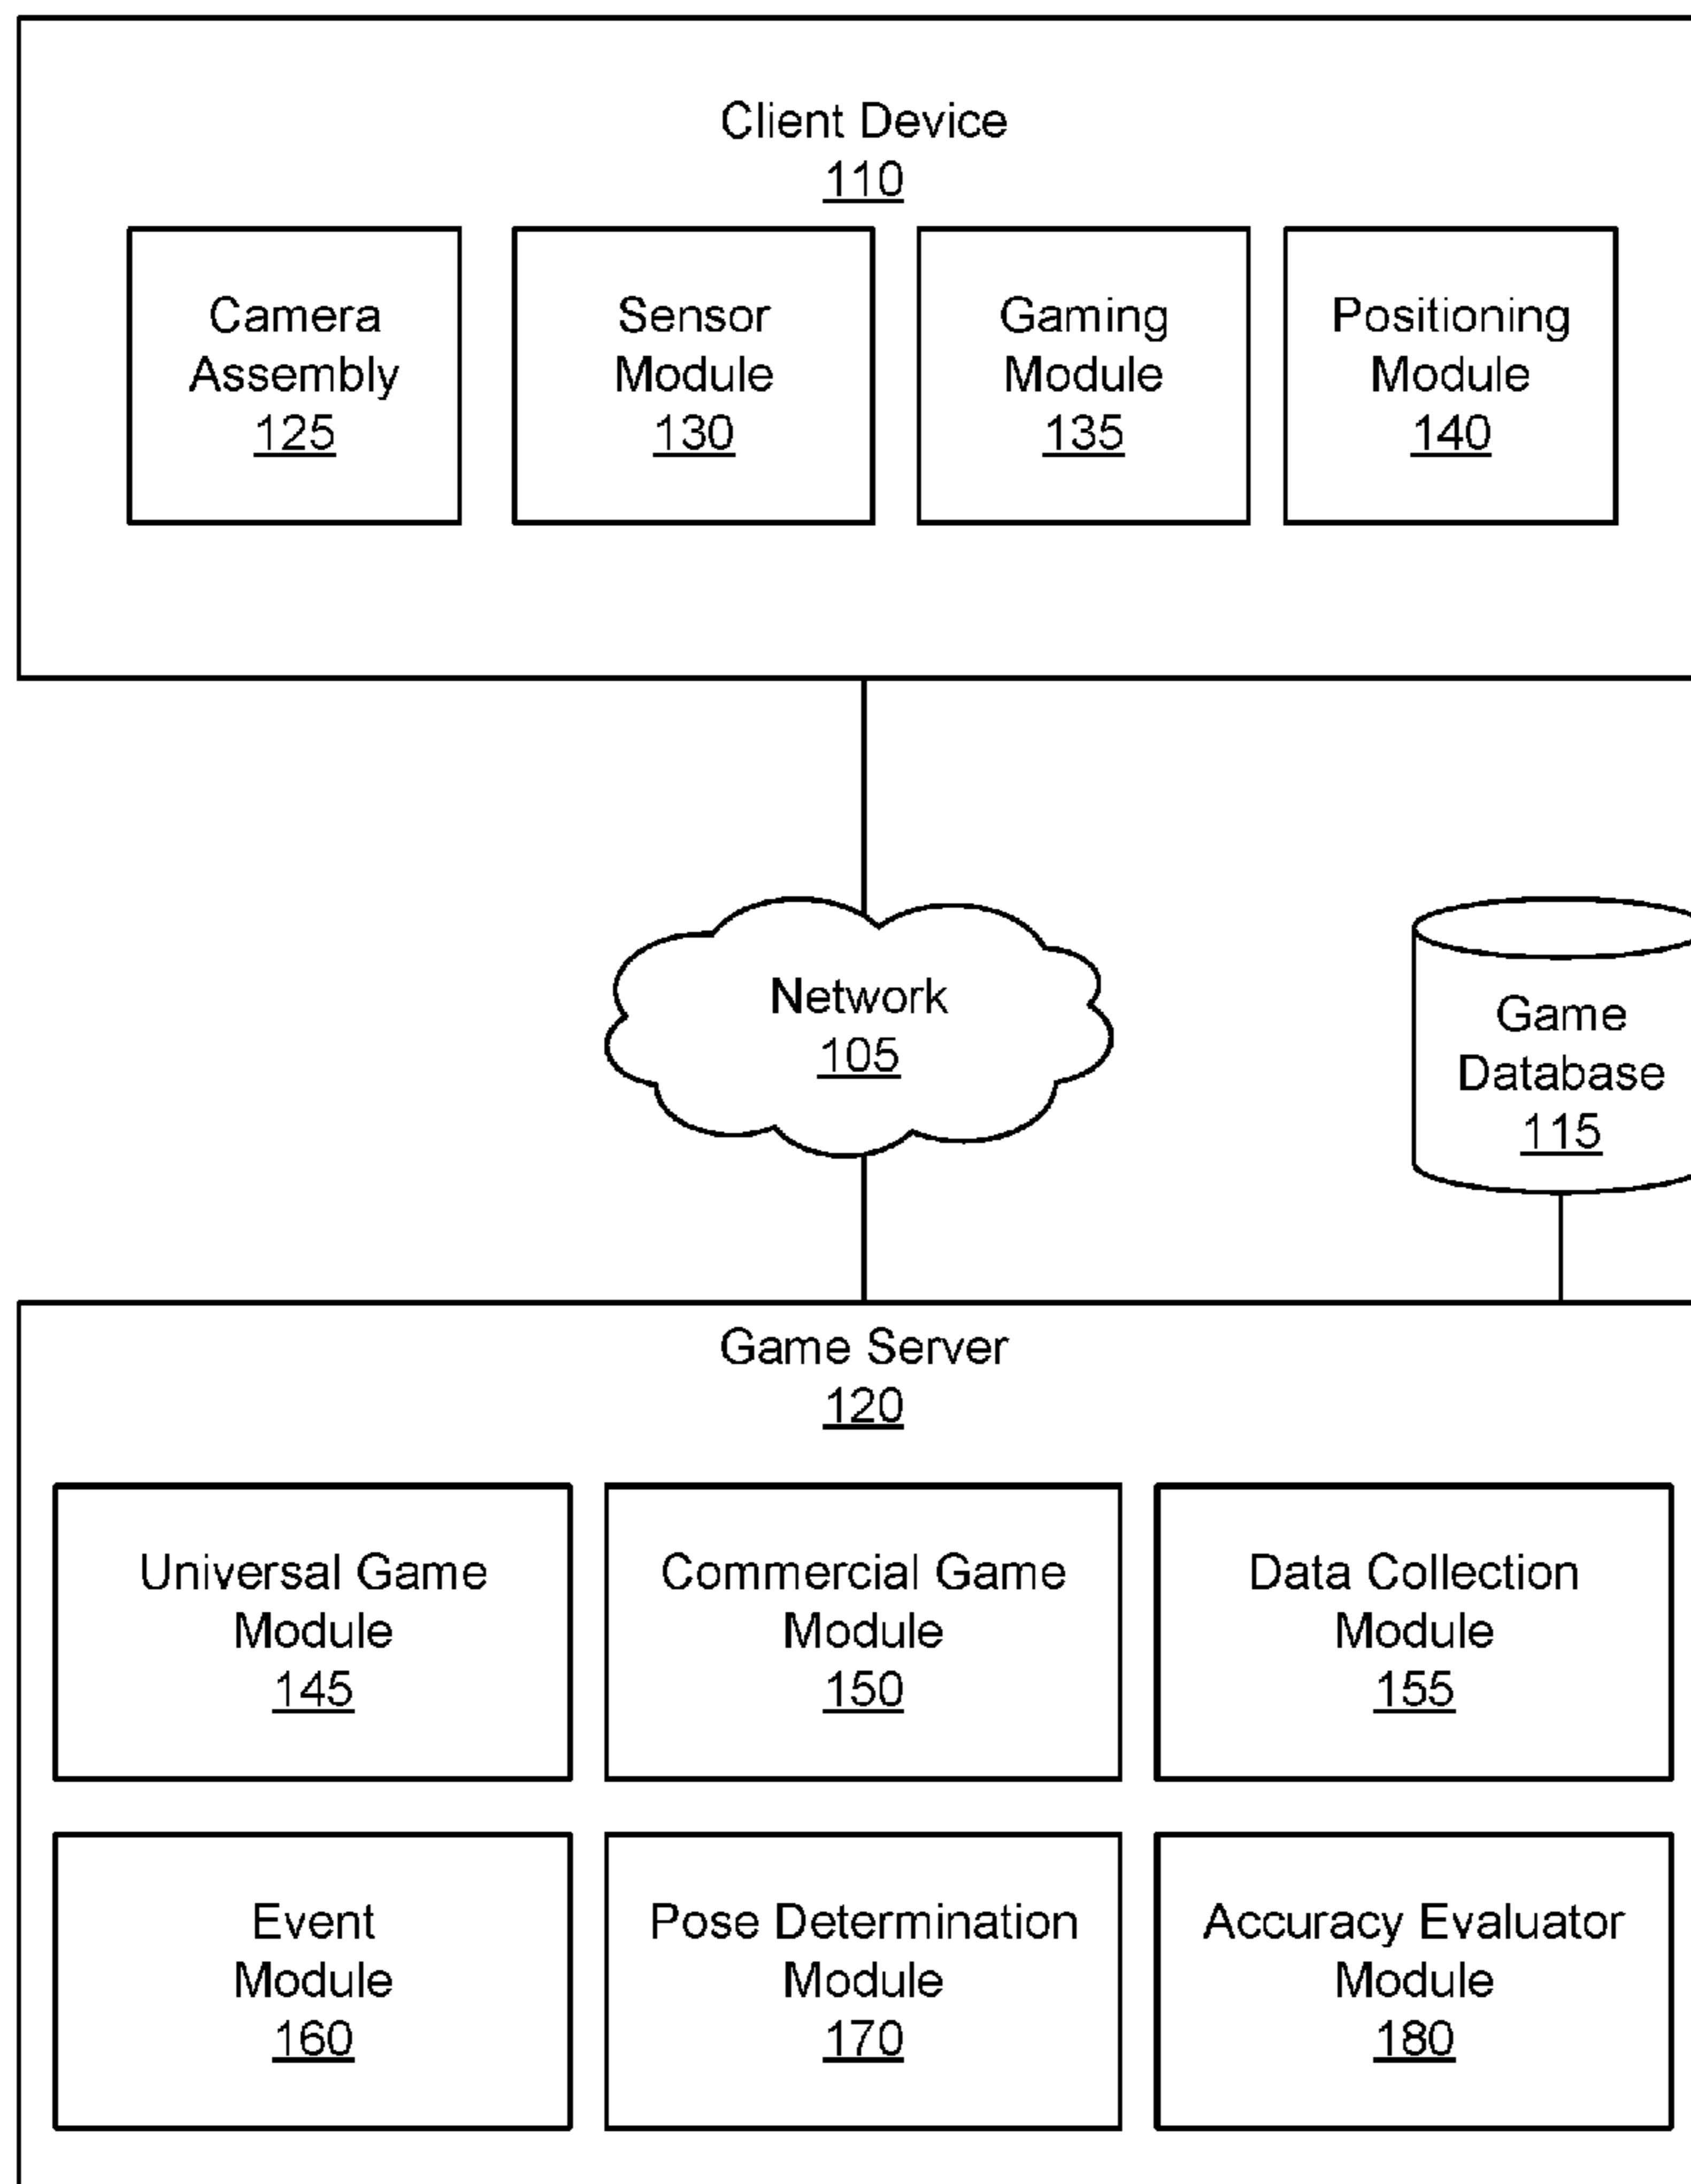 Client Device
110
Camera
Assembly
125
Sensor
Module
130
Gaming
Module
135
Positioning
Module
140
Network
105
Game
Database
115
Game Server
120
Universal Game
Module
145
Commercial Game
Module
150
Data Collection
Module
155
Event
Module
160
Pose Determination
Module
170
Accuracy Evaluator
Module
180